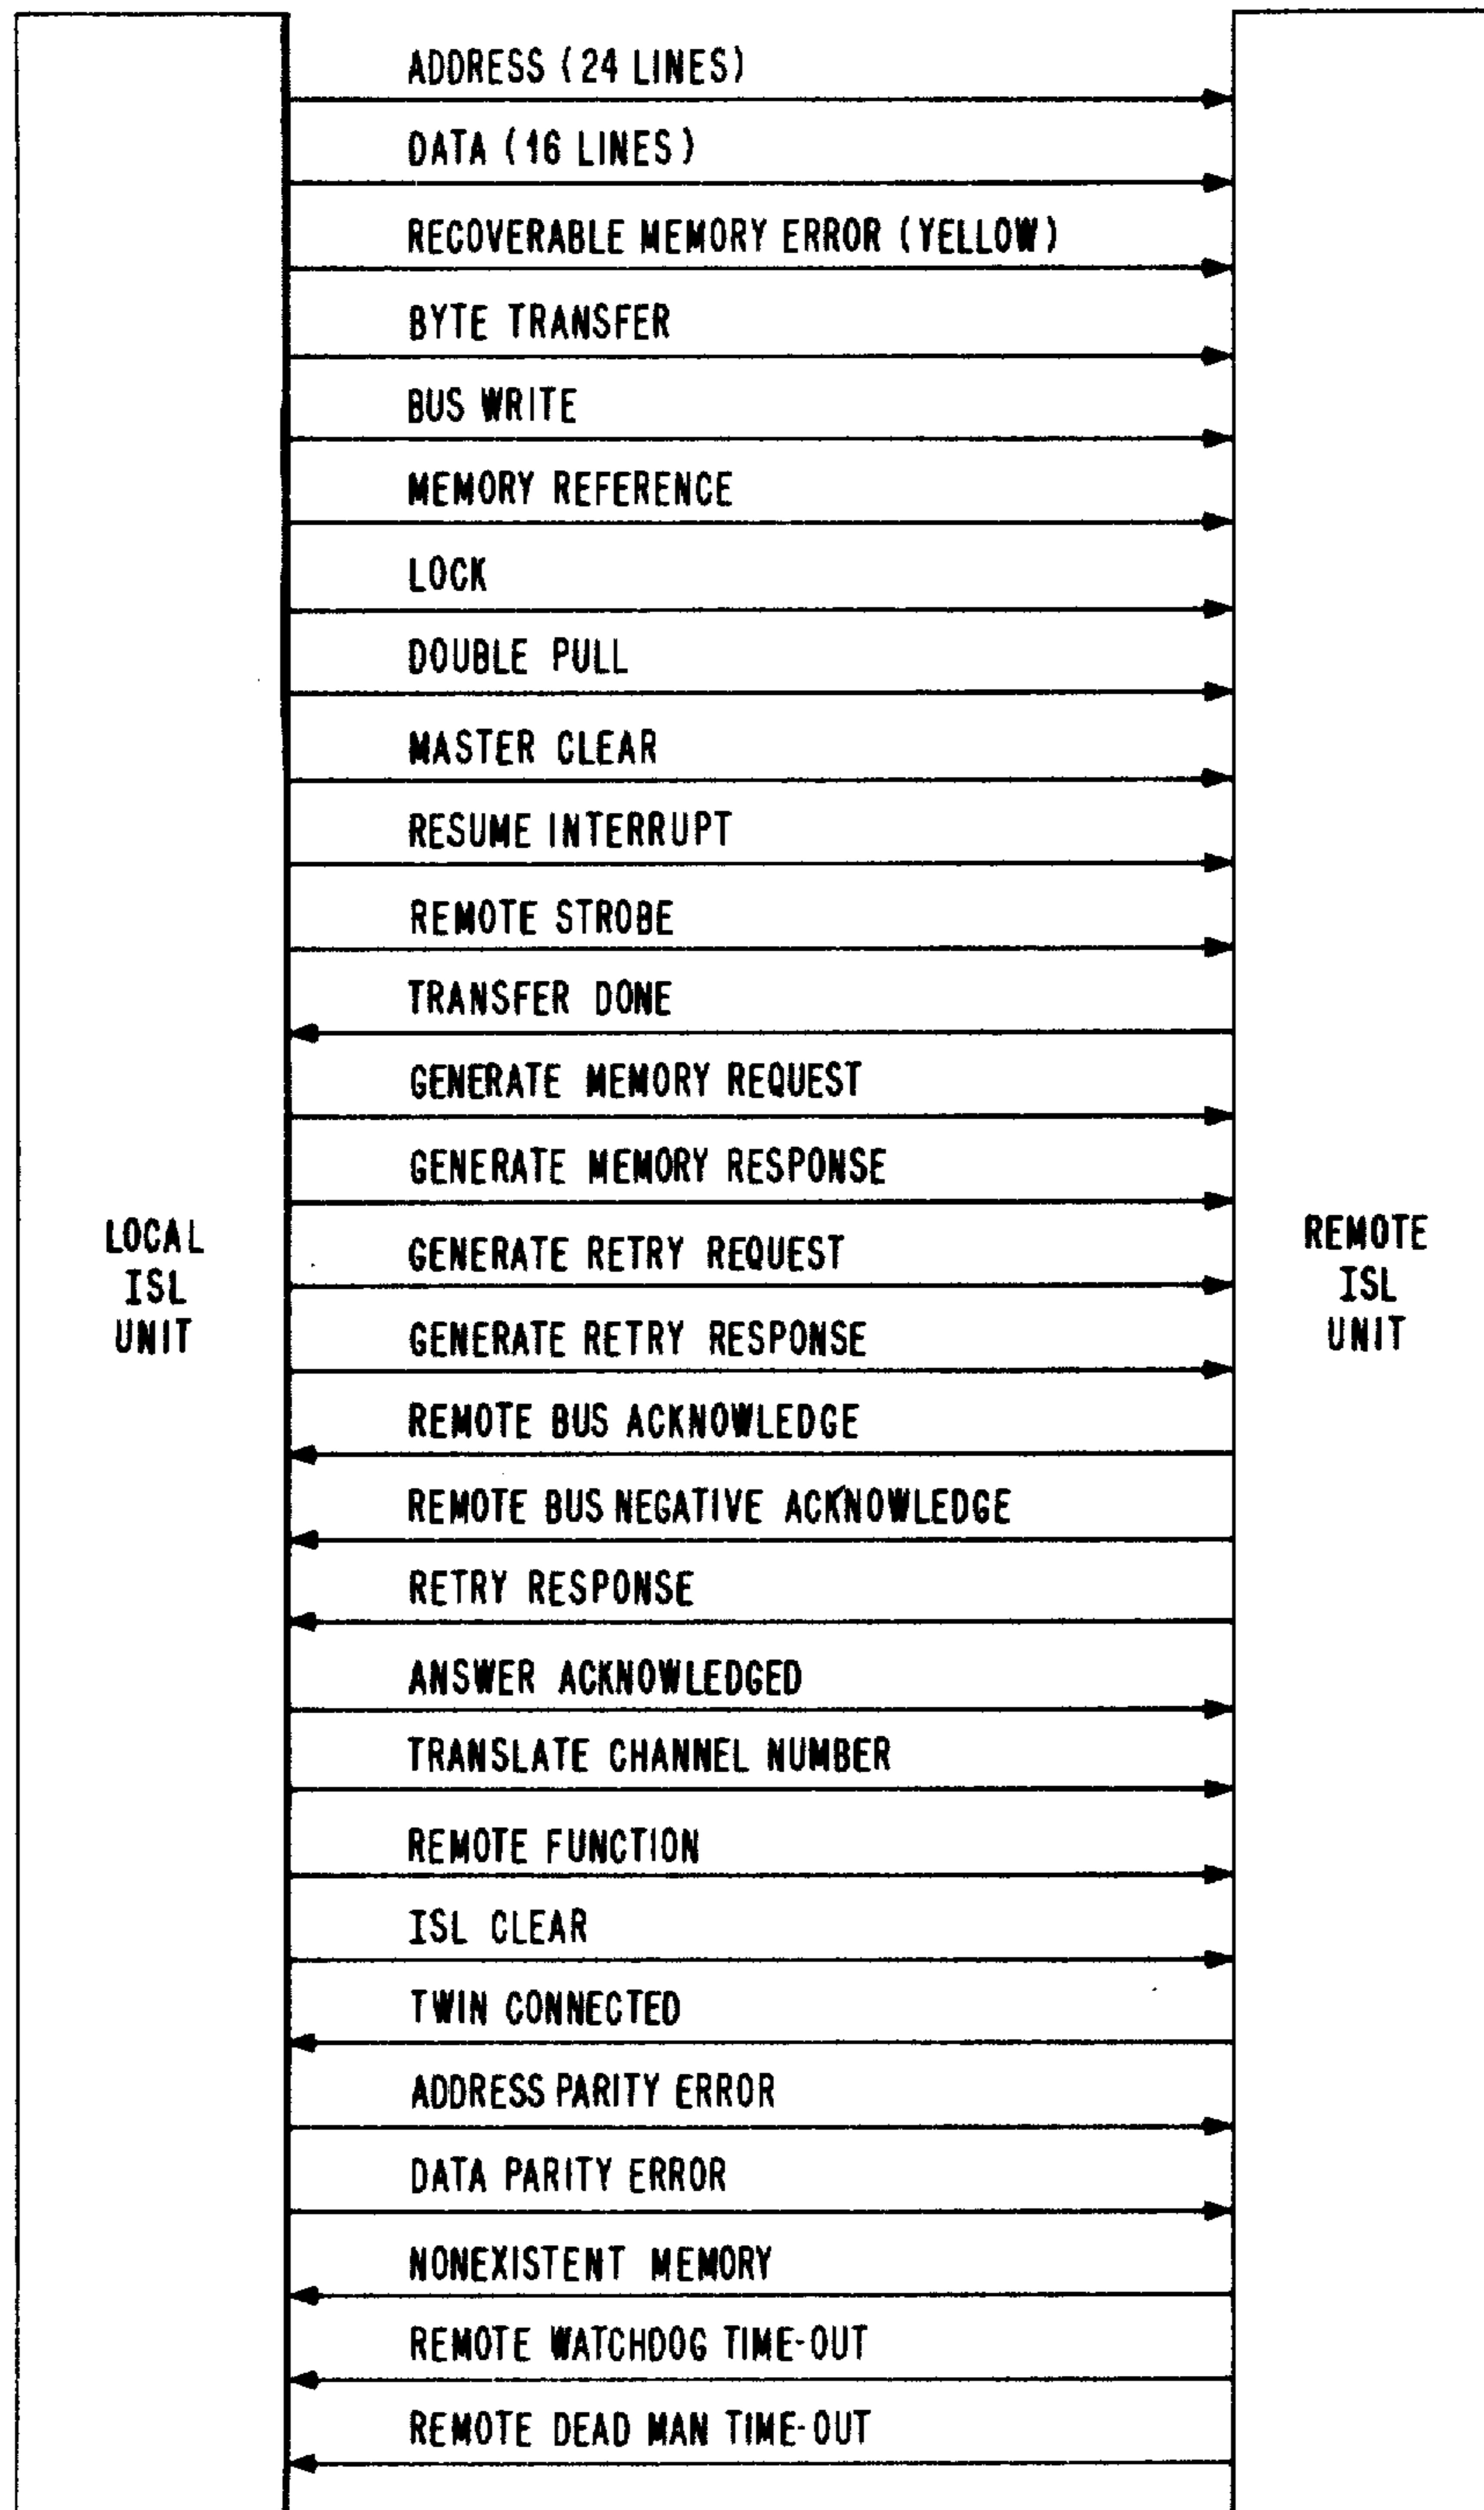 ADDRESS (24 LINES)
DATA (16 LINES)
RECOVERABLE MEMORY ERROR (YELLOW)
BYTE TRANSFER
BUS WRITE
MEMORY REFERENCE
LOCK
DOUBLE PULL
MASTER CLEAR
RESUME INTERRUPT
REMOTE STROBE
TRANSFER DONE
GENERATE MEMORY REQUEST
GENERATE MEMORY RESPONSE
GENERATE RETRY REQUEST
GENERATE RETRY RESPONSE
REMOTE BUS ACKNOWLEDGE
REMOTE BUS NEGATIVE ACKNOWLEDGE
RETRY RESPONSE
ANSWER ACKNOWLEDGED
TRANSLATE CHANNEL NUMBER
REMOTE FUNCTION
ISL CLEAR
TWIN CONNECTED
ADDRESS PARITY ERROR
DATA PARITY ERROR
NONEXISTENT MEMORY
REMOTE WATCHDOG TIME-OUT
REMOTE DEAD MAN TIME-OUT
LOCAL
ISL
UNIT
REMOTE
ISL
UNIT